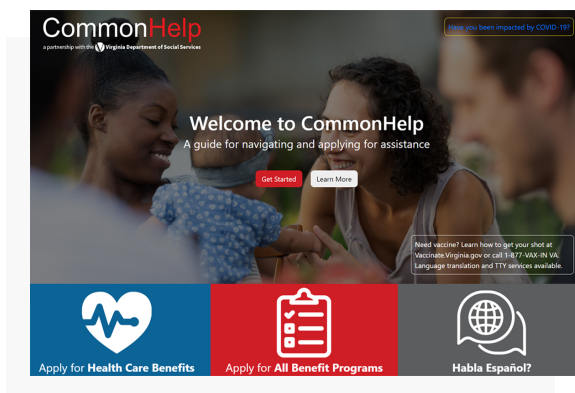 CommonHelp
a partnership with the Virginia Department of Social Services
Have you been impacted by COVID-19?
Welcome to CommonHelp
A guide for navigating and applying for assistance
Get Started
Learn More
Need vaccine? Learn how to get your shot at
Vaccinate.Virginia.gov or call 1-877-VAX-IN VA.
Language translation and TTY services available.
Apply for Health Care Benefits
Apply for All Benefit Programs
Habla Español?